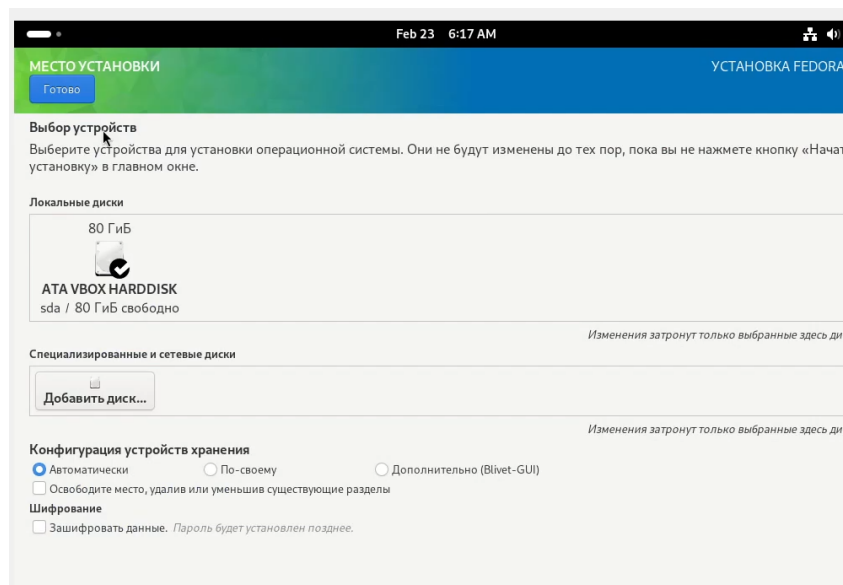 Feb 23 6:17 AM
МЕСТО УСТАНОВКИ
УСТАНОВКА FEDORA
Готово
Выбор устройств
Выберите устройства для установки операционной системы. Они не будут изменены до тех пор, пока вы не нажмете кнопку «Начат
установку» в главном окне.
Локальные диски
80 ГиБ
ATA VBOX HARDDISK
sda / 80 ГиБ свободно
Изменения затронут только выбранные здесь ди
Специализированные и сетевые диски
Добавить диск...
Изменения затронут только выбранные здесь ди
Конфигурация устройств хранения
Автоматически По-своему Дополнительно (Blivet-GUI)
Освободите место, удалив или уменьшив существующие разделы
Шифрование
Зашифровать данные. Пароль будет установлен позднее.